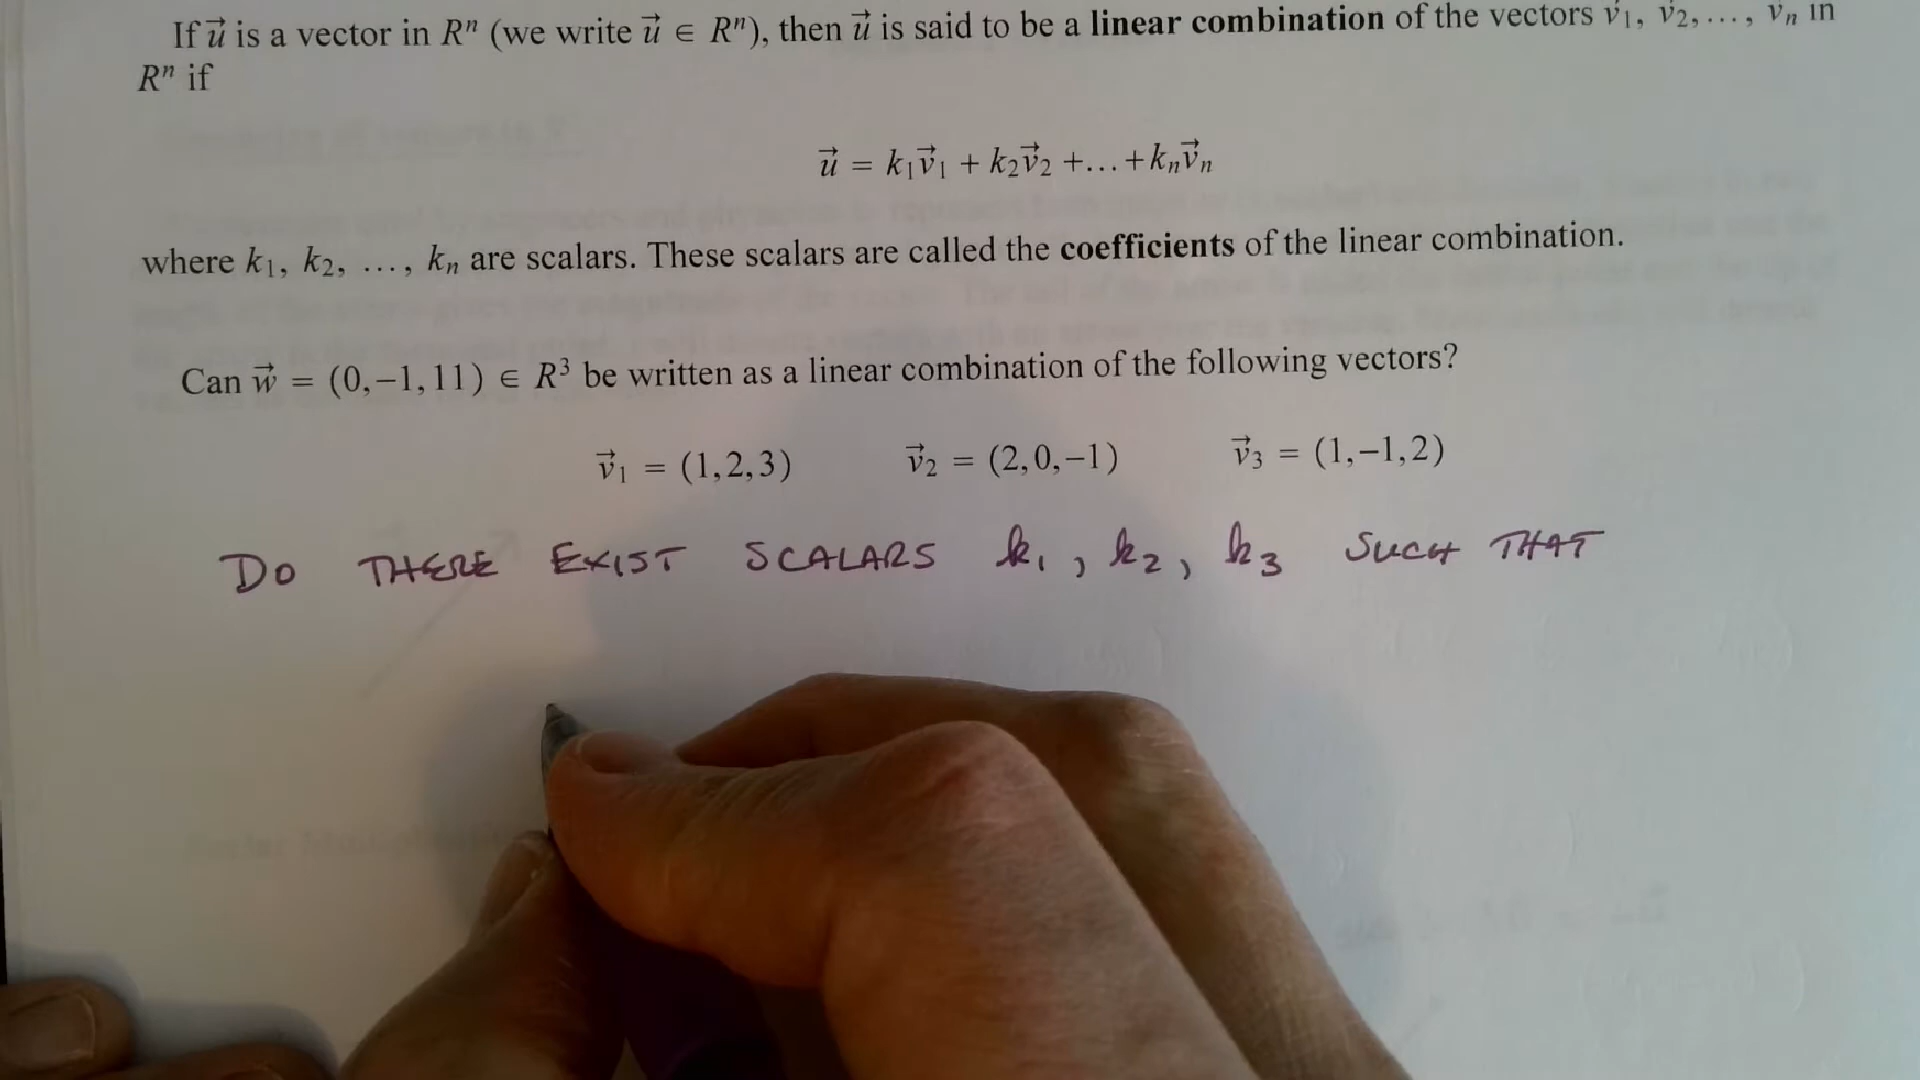 If u⃗ is a vector in Rⁿ (we write u⃗ ∈ Rⁿ), then u⃗ is said to be a linear combination of the vectors v⃗₁, v⃗₂, ..., v⃗ₙ in
Rⁿ if
u⃗ = k₁v⃗₁ + k₂v⃗₂ +...+kₙv⃗ₙ
where k₁, k₂, ..., kₙ are scalars. These scalars are called the coefficients of the linear combination.
Can w⃗ = (0,−1,11) ∈ R³ be written as a linear combination of the following vectors?
v⃗₁ = (1,2,3) v⃗₂ = (2,0,−1) v⃗₃ = (1,−1,2)
DO THERE EXIST SCALARS k₁, k₂, k₃ SUCH THAT